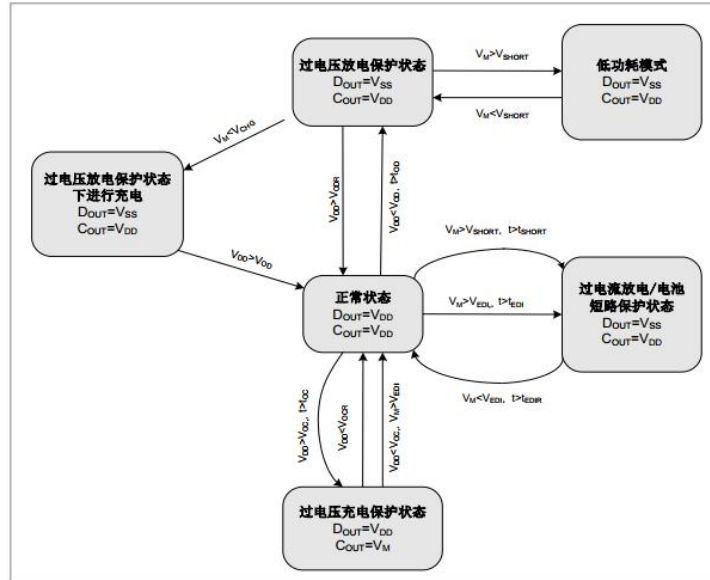 过电压放电保护状态
DOUT=VSS
COUT=VDD
VM>VSHORT
VM<VSHORT
低功耗模式
DOUT=VSS
COUT=VDD
VM<VCHG
过电压放电保护状态
下进行充电
DOUT=VSS
COUT=VDD
VDD>VODR
VDD<VOD, t>tOD
VDD>VOD
VM>VSHORT, t>tSHORT
正常状态
DOUT=VDD
COUT=VDD
VM>VEDI, t>tEDI
过电流放电/电池
短路保护状态
DOUT=VSS
COUT=VDD
VM<VEDI, t>tEDIR
VDD>VOC, t>tOC
VDD<VOCR
VDD<VOC, VM>VEDI
过电压充电保护状态
DOUT=VDD
COUT=VM